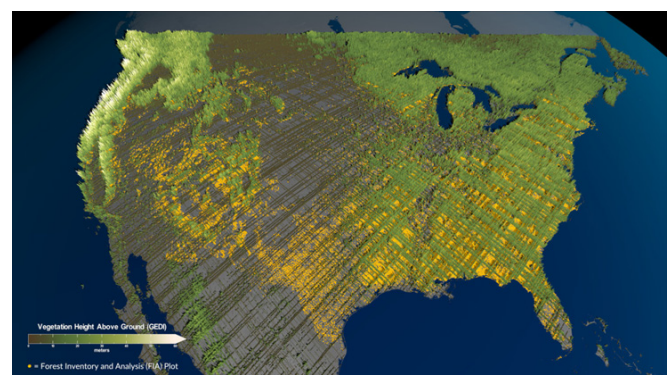 Vegetation Height Above Ground (GEDI)
meters
= Forest Inventory and Analysis (FIA) Plot